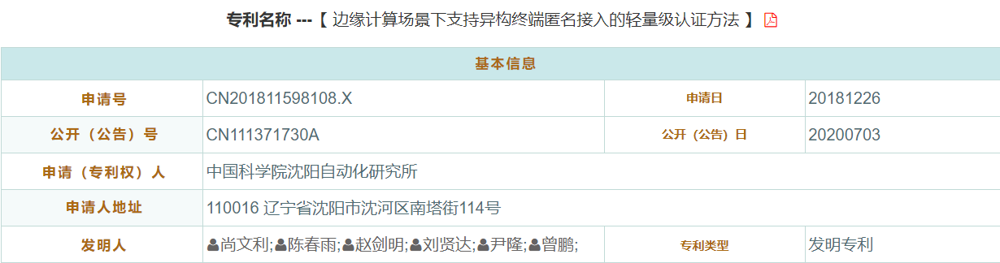 专利名称 ---【 边缘计算场景下支持异构终端匿名接入的轻量级认证方法 】
基本信息
申请号 CN201811598108.X 申请日 20181226
公开（公告）号 CN111371730A 公开（公告）日 20200703
申请（专利权）人 中国科学院沈阳自动化研究所
申请人地址 110016 辽宁省沈阳市沈河区南塔街114号
发明人 尚文利;陈春雨;赵剑明;刘贤达;尹隆;曾鹏; 专利类型 发明专利